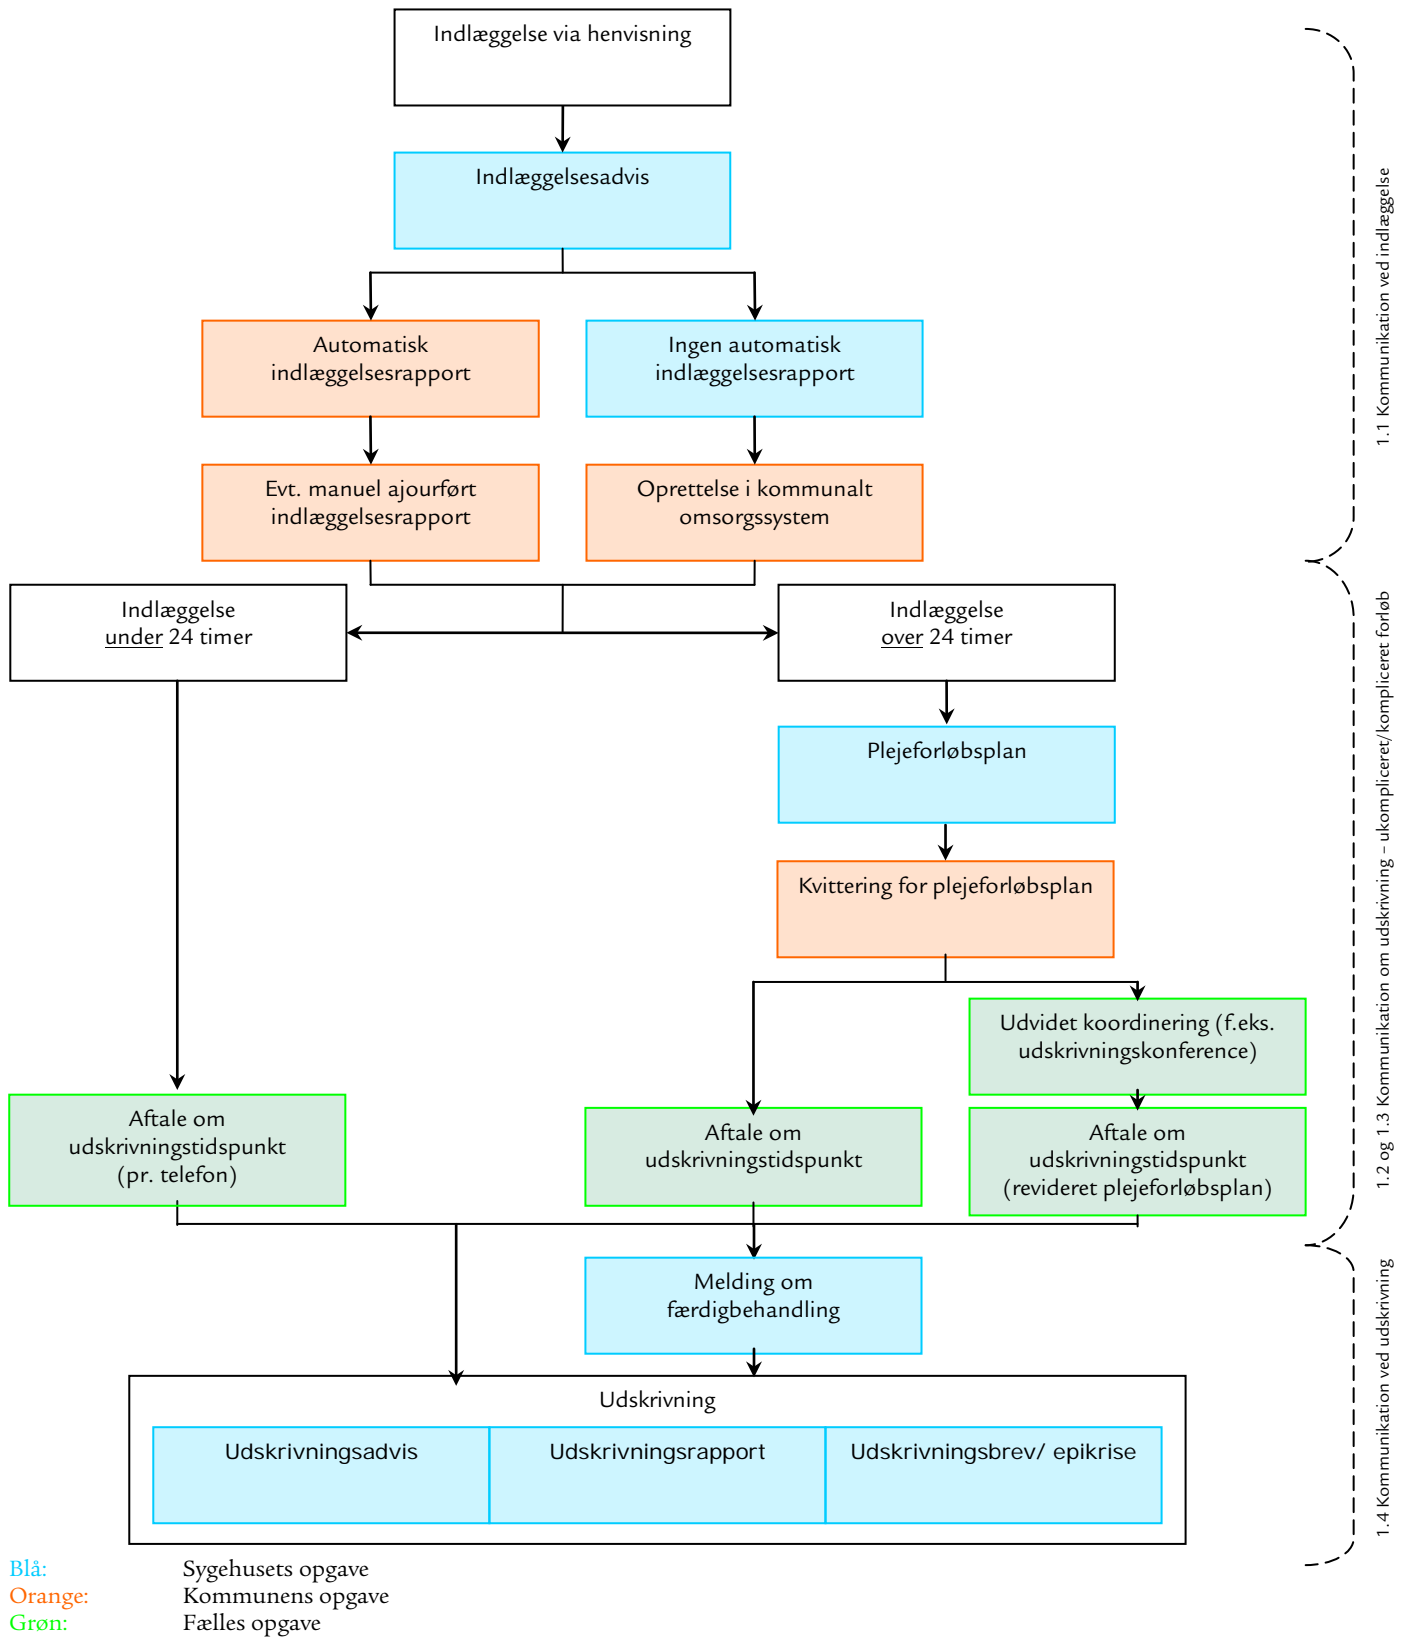 Indlæggelse via henvisning
Indlæggelsesadvis
Automatisk
indlæggelsesrapport
Ingen automatisk
indlæggelsesrapport
Evt. manuel ajourført
indlæggelsesrapport
Oprettelse i kommunalt
omsorgssystem
1.1 Kommunikation ved indlæggelse
Indlæggelse
under 24 timer
Indlæggelse
over 24 timer
Plejeforløbsplan
Kvittering for plejeforløbsplan
Udvidet koordinering (f.eks.
udskrivningskonference)
Aftale om
udskrivningstidspunkt
(pr. telefon)
Aftale om
udskrivningstidspunkt
Aftale om
udskrivningstidspunkt
(revideret plejeforløbsplan)
1.2 og 1.3 Kommunikation om udskrivning – ukompliceret/kompliceret forløb
Melding om
færdigbehandling
Udskrivning
Udskrivningsadvis
Udskrivningsrapport
Udskrivningsbrev/ epikrise
1.4 Kommunikation ved udskrivning
Blå: Sygehusets opgave
Orange: Kommunens opgave
Grøn: Fælles opgave